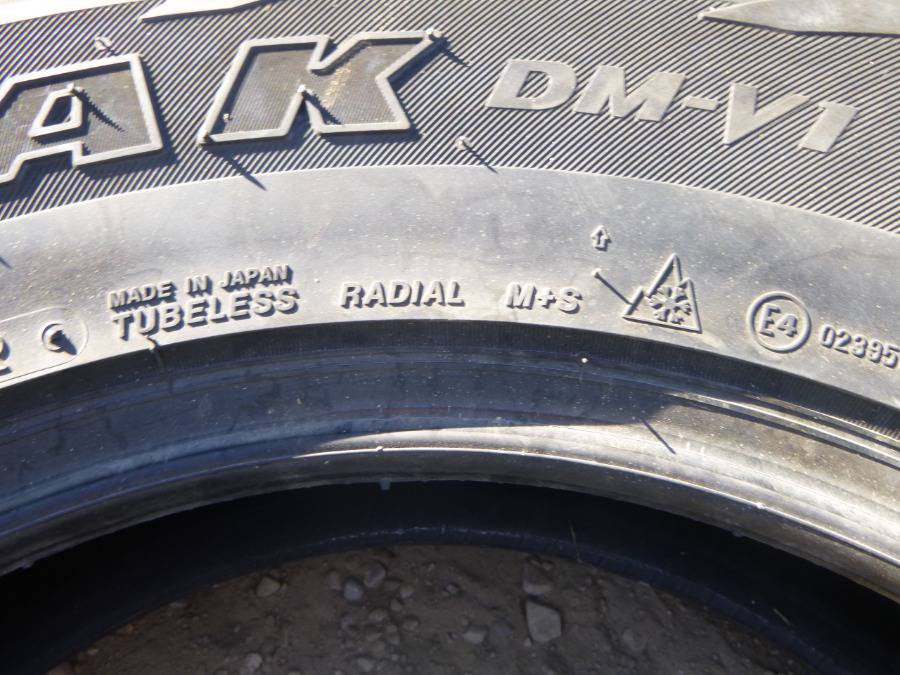 AK DM-V1
MADE IN JAPAN
TUBELESS RADIAL M+S E4 02395